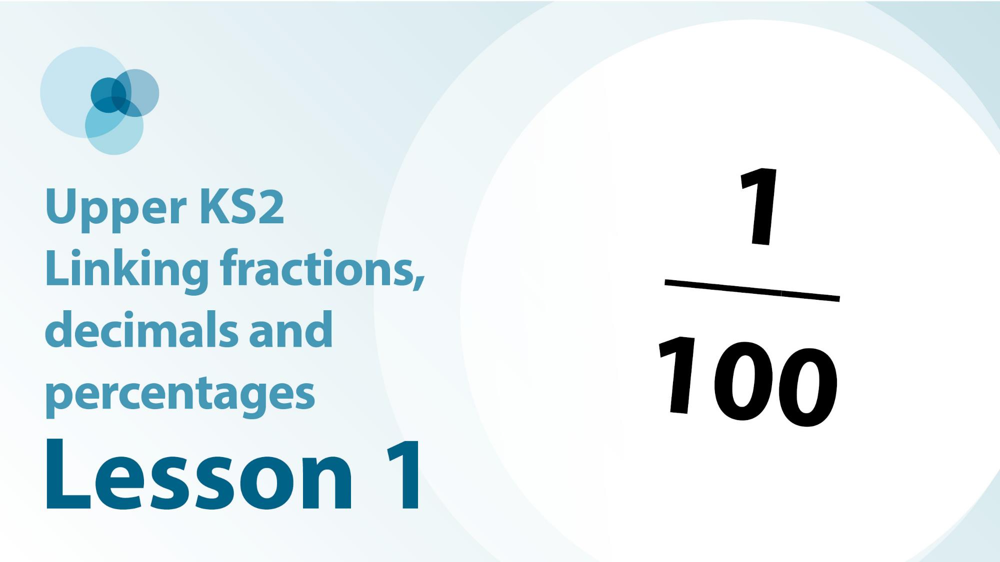 Upper KS2
Linking fractions,
decimals and
percentages
Lesson 1
1
100